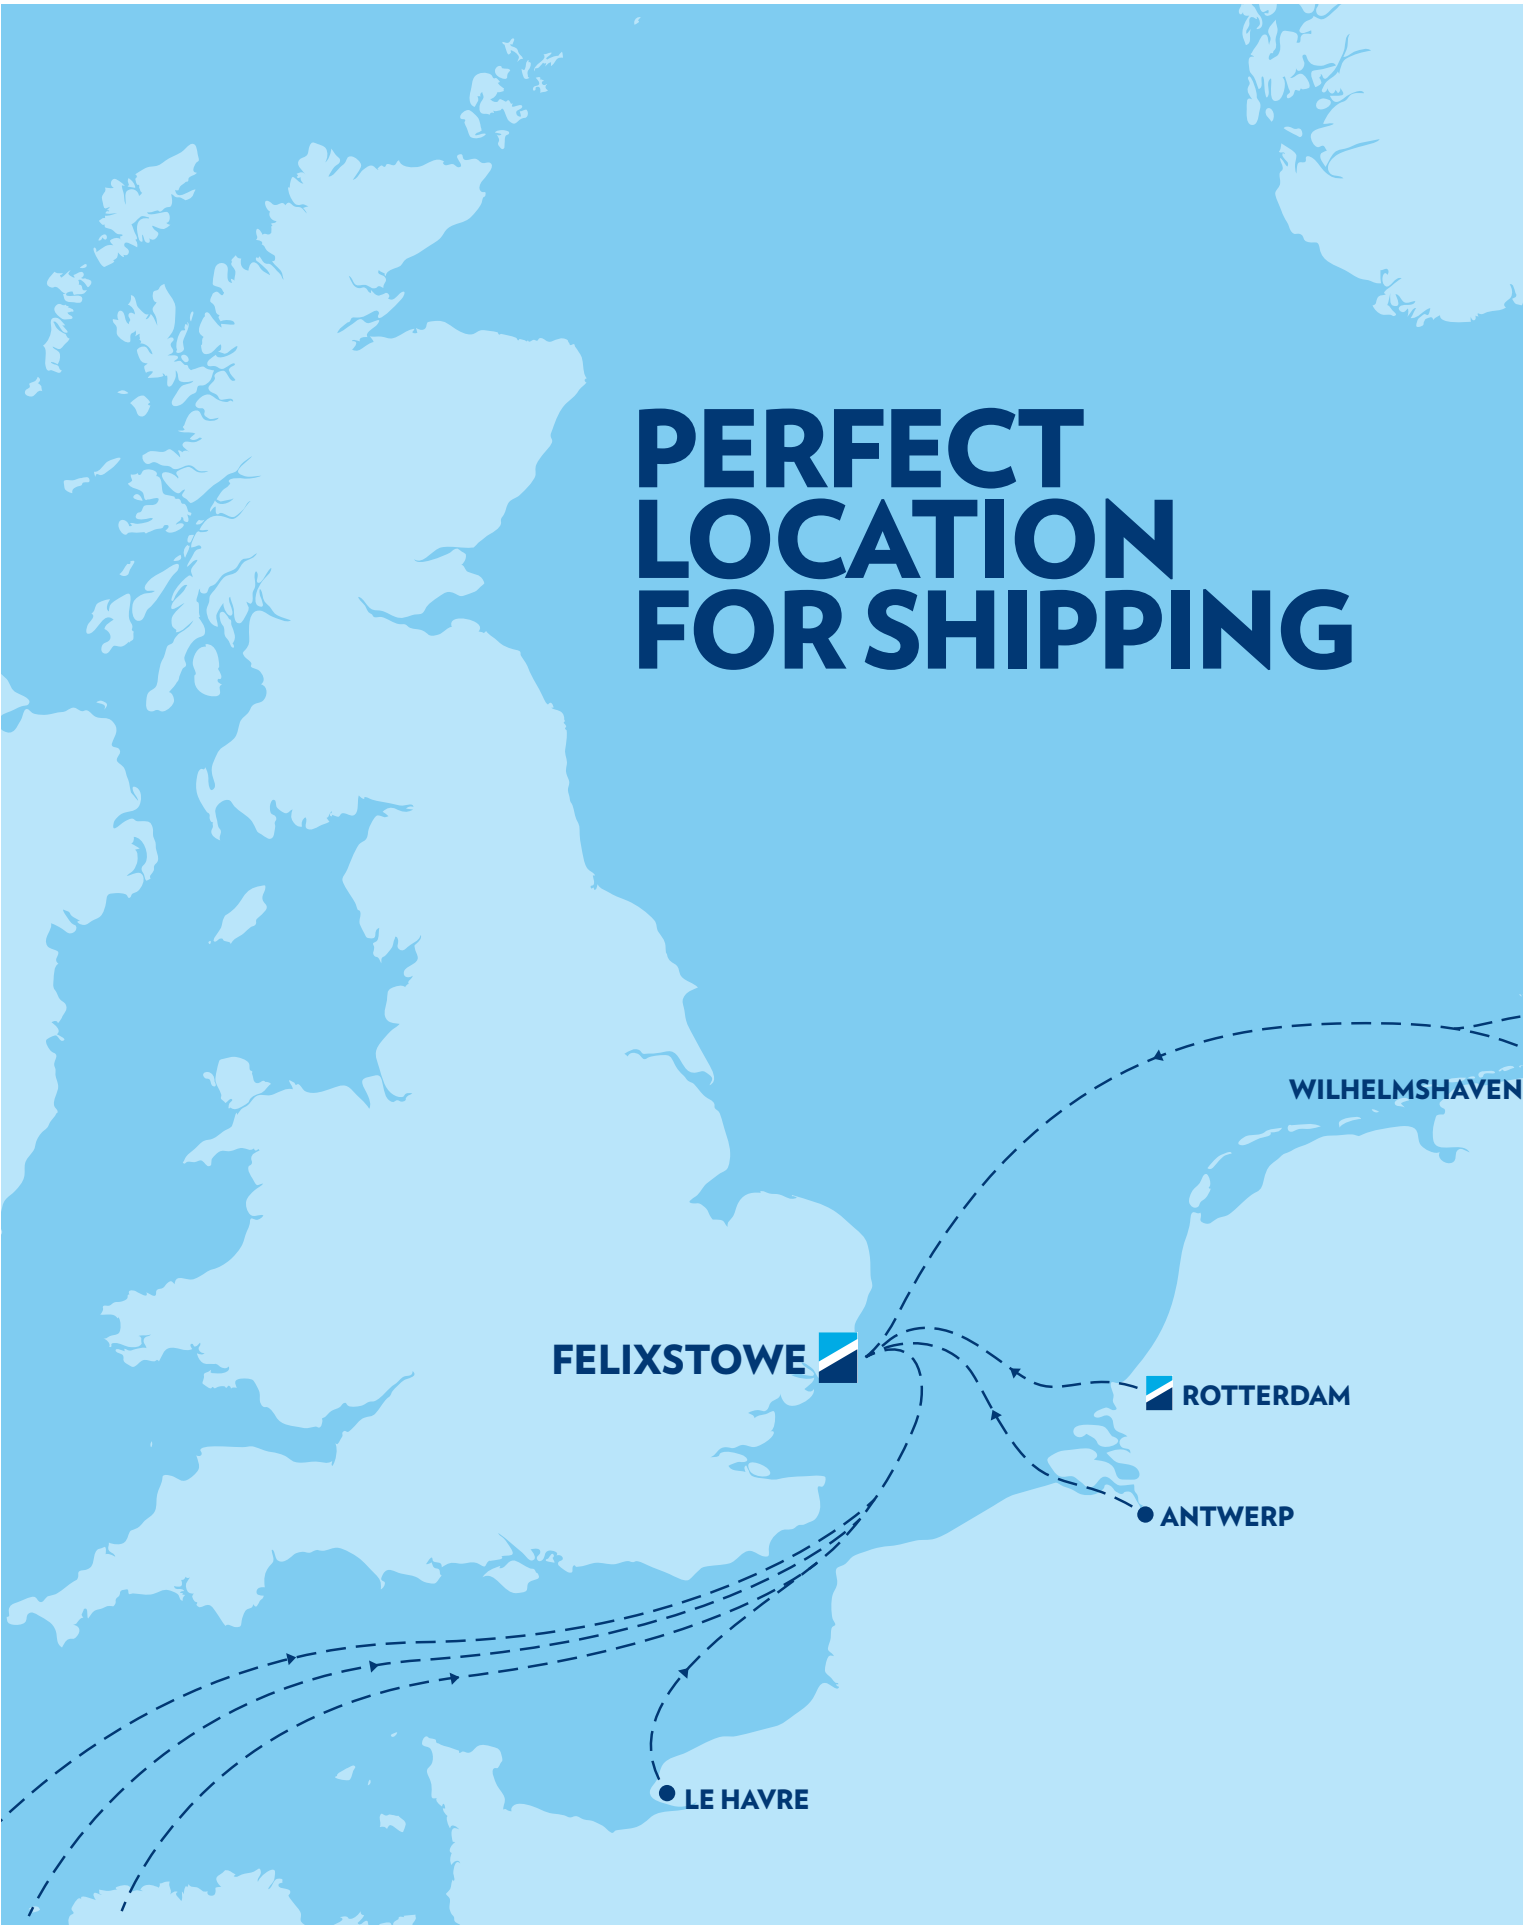 PERFECT
LOCATION
FOR SHIPPING
WILHELMSHAVEN
FELIXSTOWE
ROTTERDAM
ANTWERP
LE HAVRE